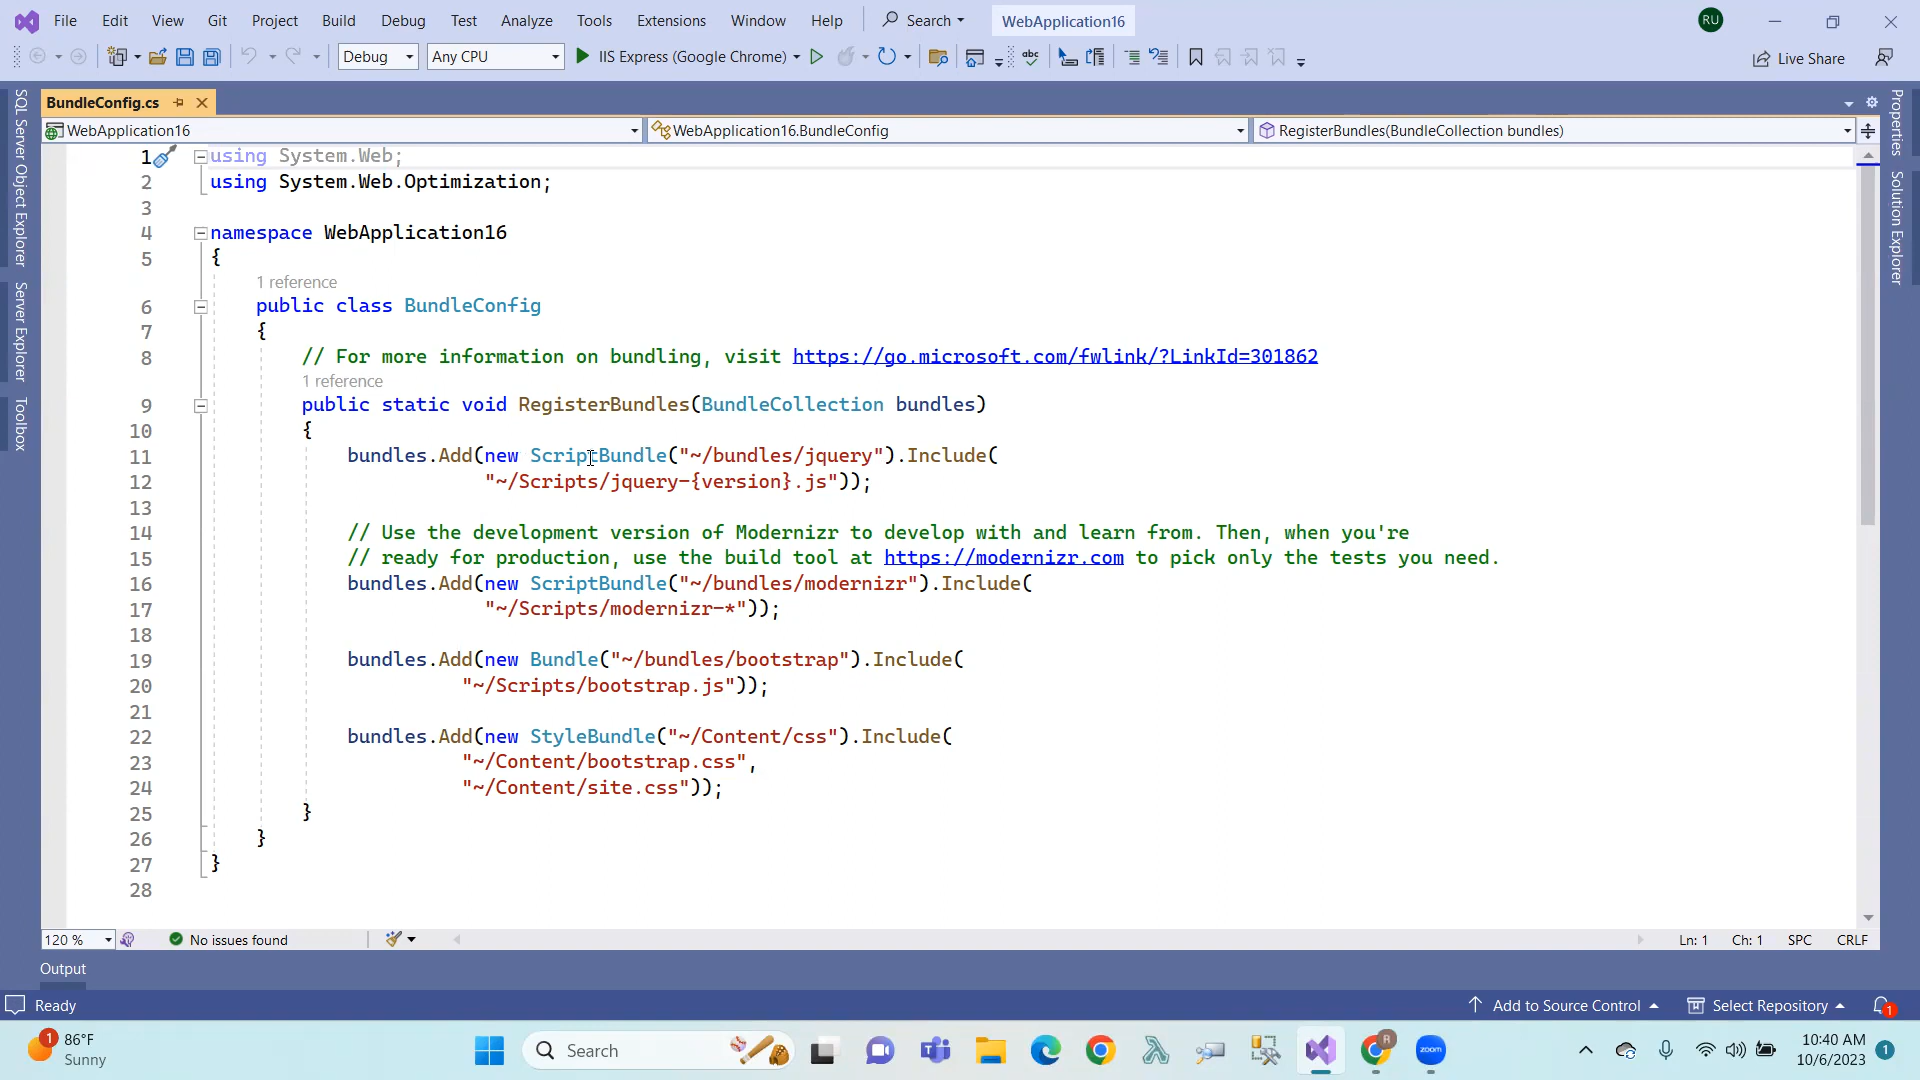 File Edit View Git Project Build Debug Test Analyze Tools Extensions Window Help Search WebApplication16 RU
Debug Any CPU IIS Express (Google Chrome) abc Live Share
BundleConfig.cs
WebApplication16 WebApplication16.BundleConfig RegisterBundles(BundleCollection bundles)
SQL Server Object Explorer
Server Explorer
Toolbox
Properties
Solution Explorer
1 using System.Web;
2 using System.Web.Optimization;
3
4 namespace WebApplication16
5 {
1 reference
6 public class BundleConfig
7 {
8 // For more information on bundling, visit https://go.microsoft.com/fwlink/?LinkId=301862
1 reference
9 public static void RegisterBundles(BundleCollection bundles)
10 {
11 bundles.Add(new ScriptBundle("~/bundles/jquery").Include(
12 "~/Scripts/jquery-{version}.js"));
13
14 // Use the development version of Modernizr to develop with and learn from. Then, when you're
15 // ready for production, use the build tool at https://modernizr.com to pick only the tests you need.
16 bundles.Add(new ScriptBundle("~/bundles/modernizr").Include(
17 "~/Scripts/modernizr-*"));
18
19 bundles.Add(new Bundle("~/bundles/bootstrap").Include(
20 "~/Scripts/bootstrap.js"));
21
22 bundles.Add(new StyleBundle("~/Content/css").Include(
23 "~/Content/bootstrap.css",
24 "~/Content/site.css"));
25 }
26 }
27 }
28
120 % No issues found Ln: 1 Ch: 1 SPC CRLF
Output
Ready Add to Source Control Select Repository 1
1 86°F
Sunny
Search
R
zoom
10:40 AM
10/6/2023
1